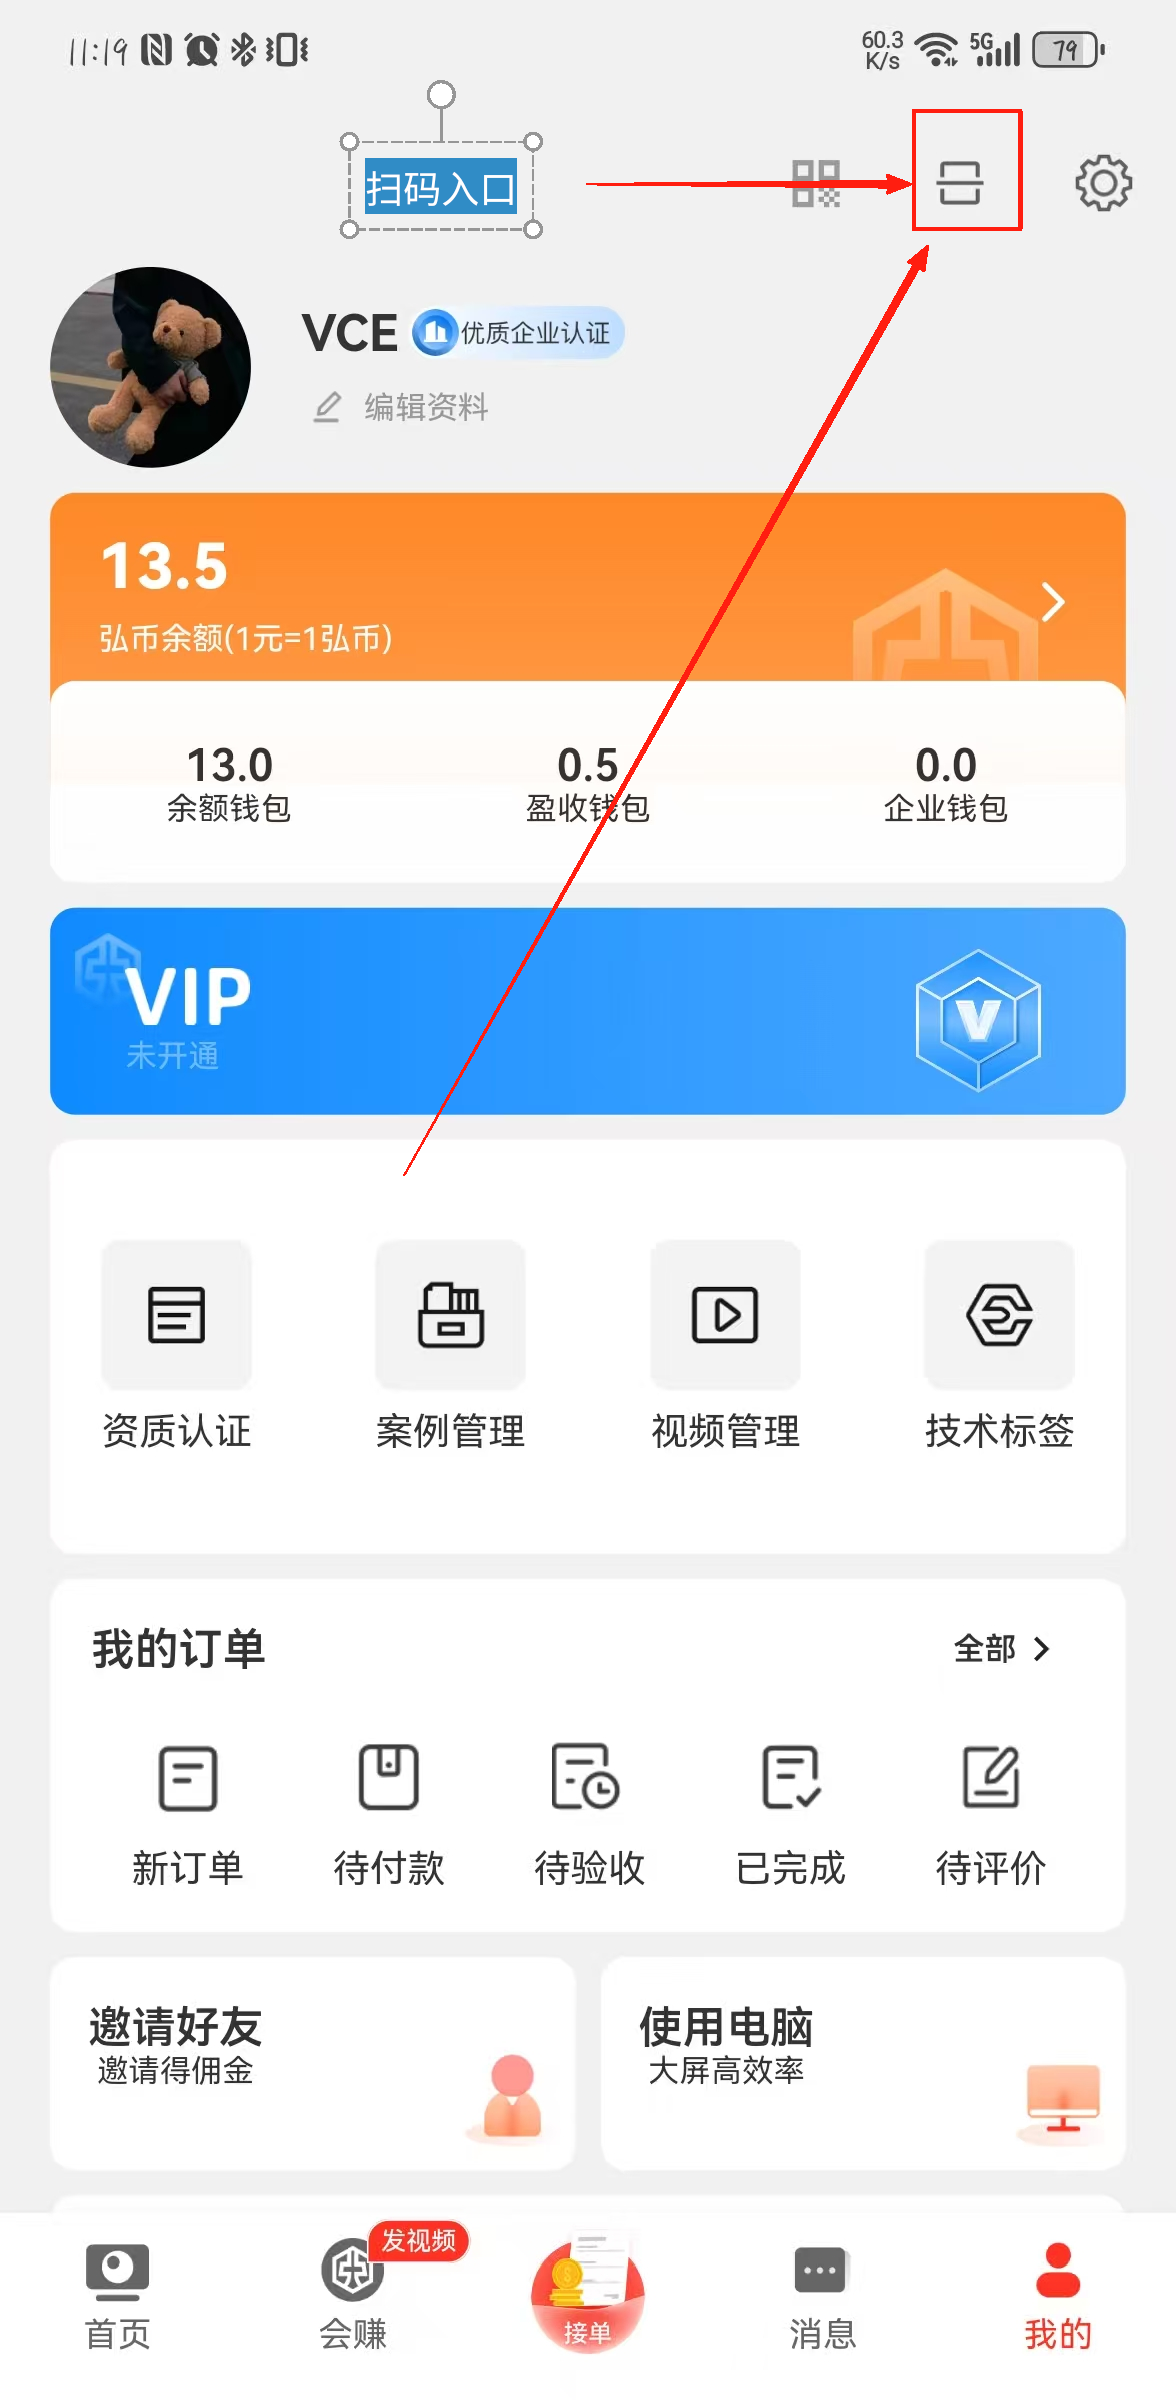 11:19
60.3
K/s
5G
79
扫码入口
VCE
优质企业认证
编辑资料
13.5
弘币余额(1元=1弘币)
13.0
0.5
0.0
余额钱包
盈收钱包
企业钱包
VIP
未开通
V
资质认证
案例管理
视频管理
技术标签
我的订单
全部
新订单
待付款
待验收
已完成
待评价
邀请好友
邀请得佣金
使用电脑
大屏高效率
发视频
首页
会赚
接单
消息
我的